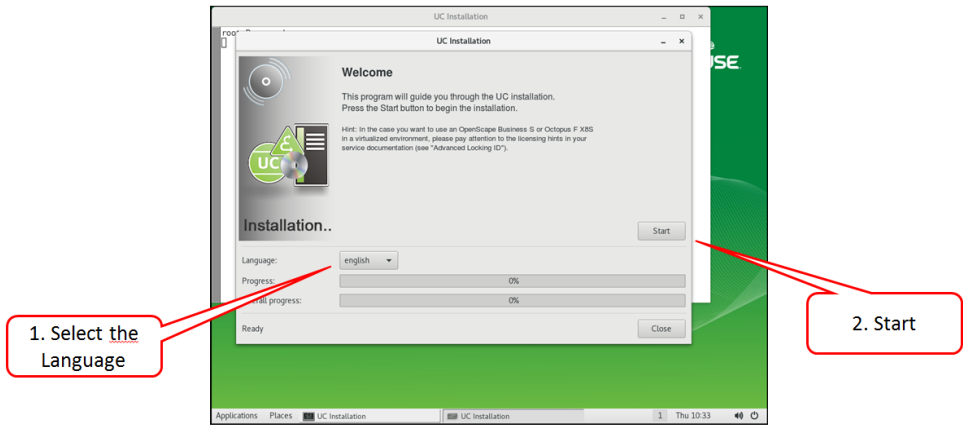 UC Installation
root
UC Installation
USE
Welcome
This program will guide you through the UC installation.
Press the Start button to begin the installation.
Hint: In the case you want to use an OpenScape Business S or Octopus F X8S
in a virtualized environment, please pay attention to the licensing hints in your
service documentation (see "Advanced Locking ID").
UC
Installation..
Start
Language:
english
Progress:
0%
progress:
0%
Ready
Close
1. Select the
Language
2. Start
Applications Places UC Installation UC Installation 1 Thu 10:33